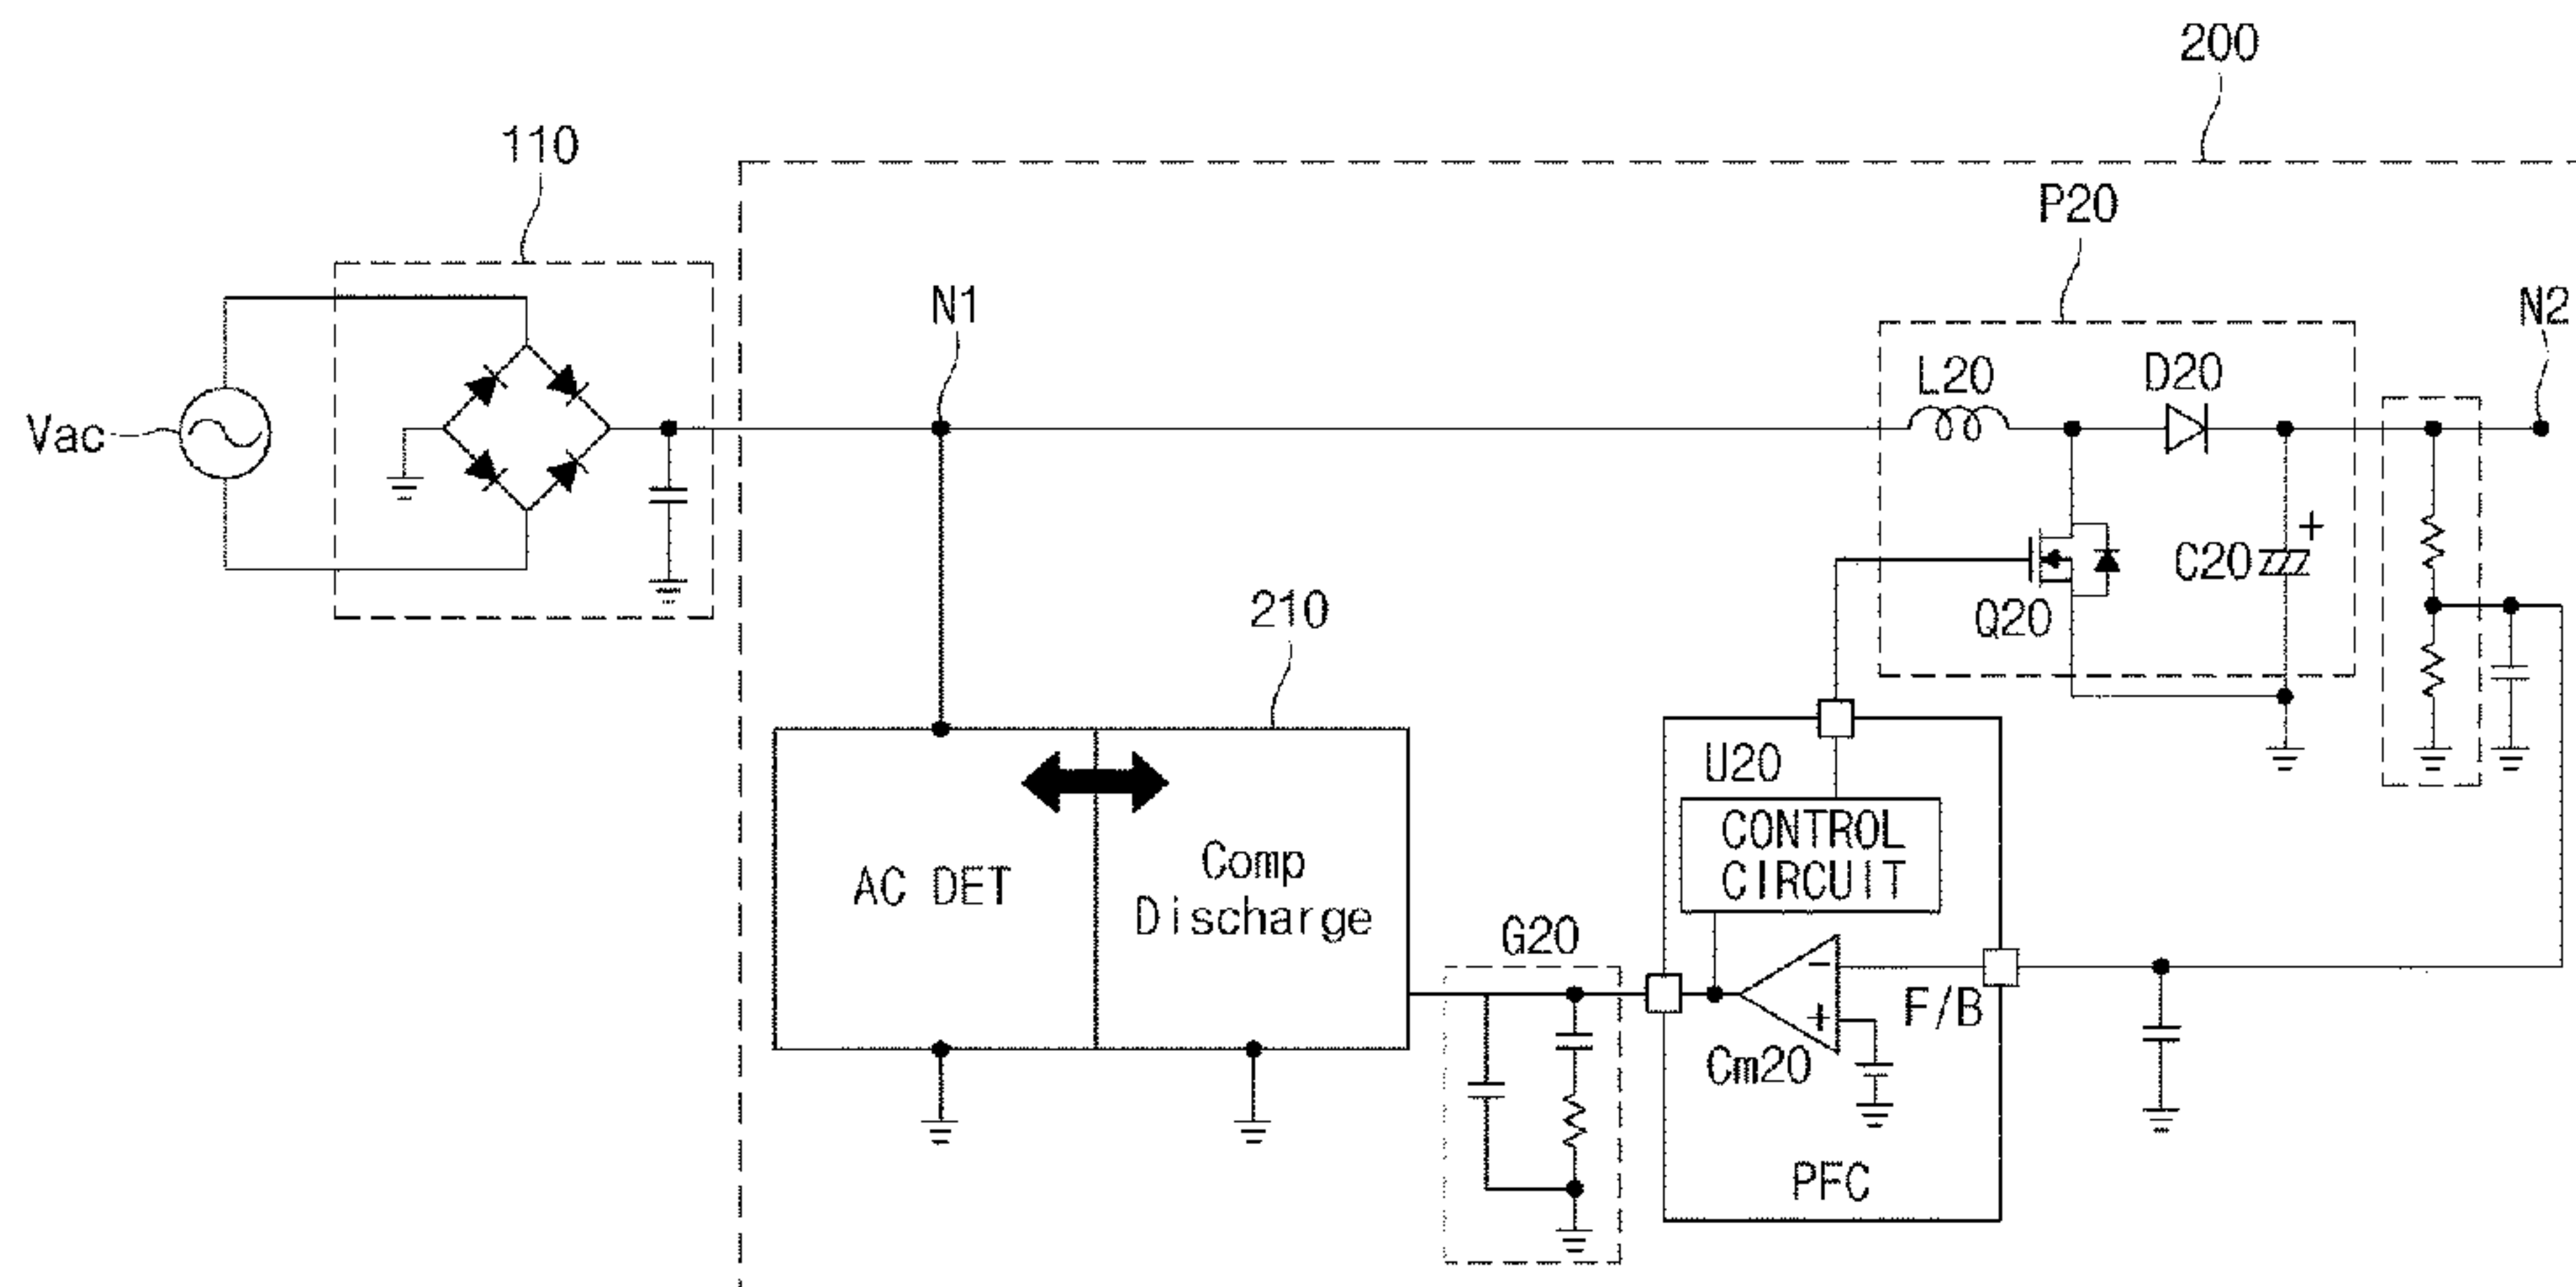 200
110
P20
N1
N2
L20
D20
Vac
+
C20
Q20
210
U20
CONTROL
CIRCUIT
AC DET
Comp
Discharge
G20
−
F/B
+
Cm20
PFC